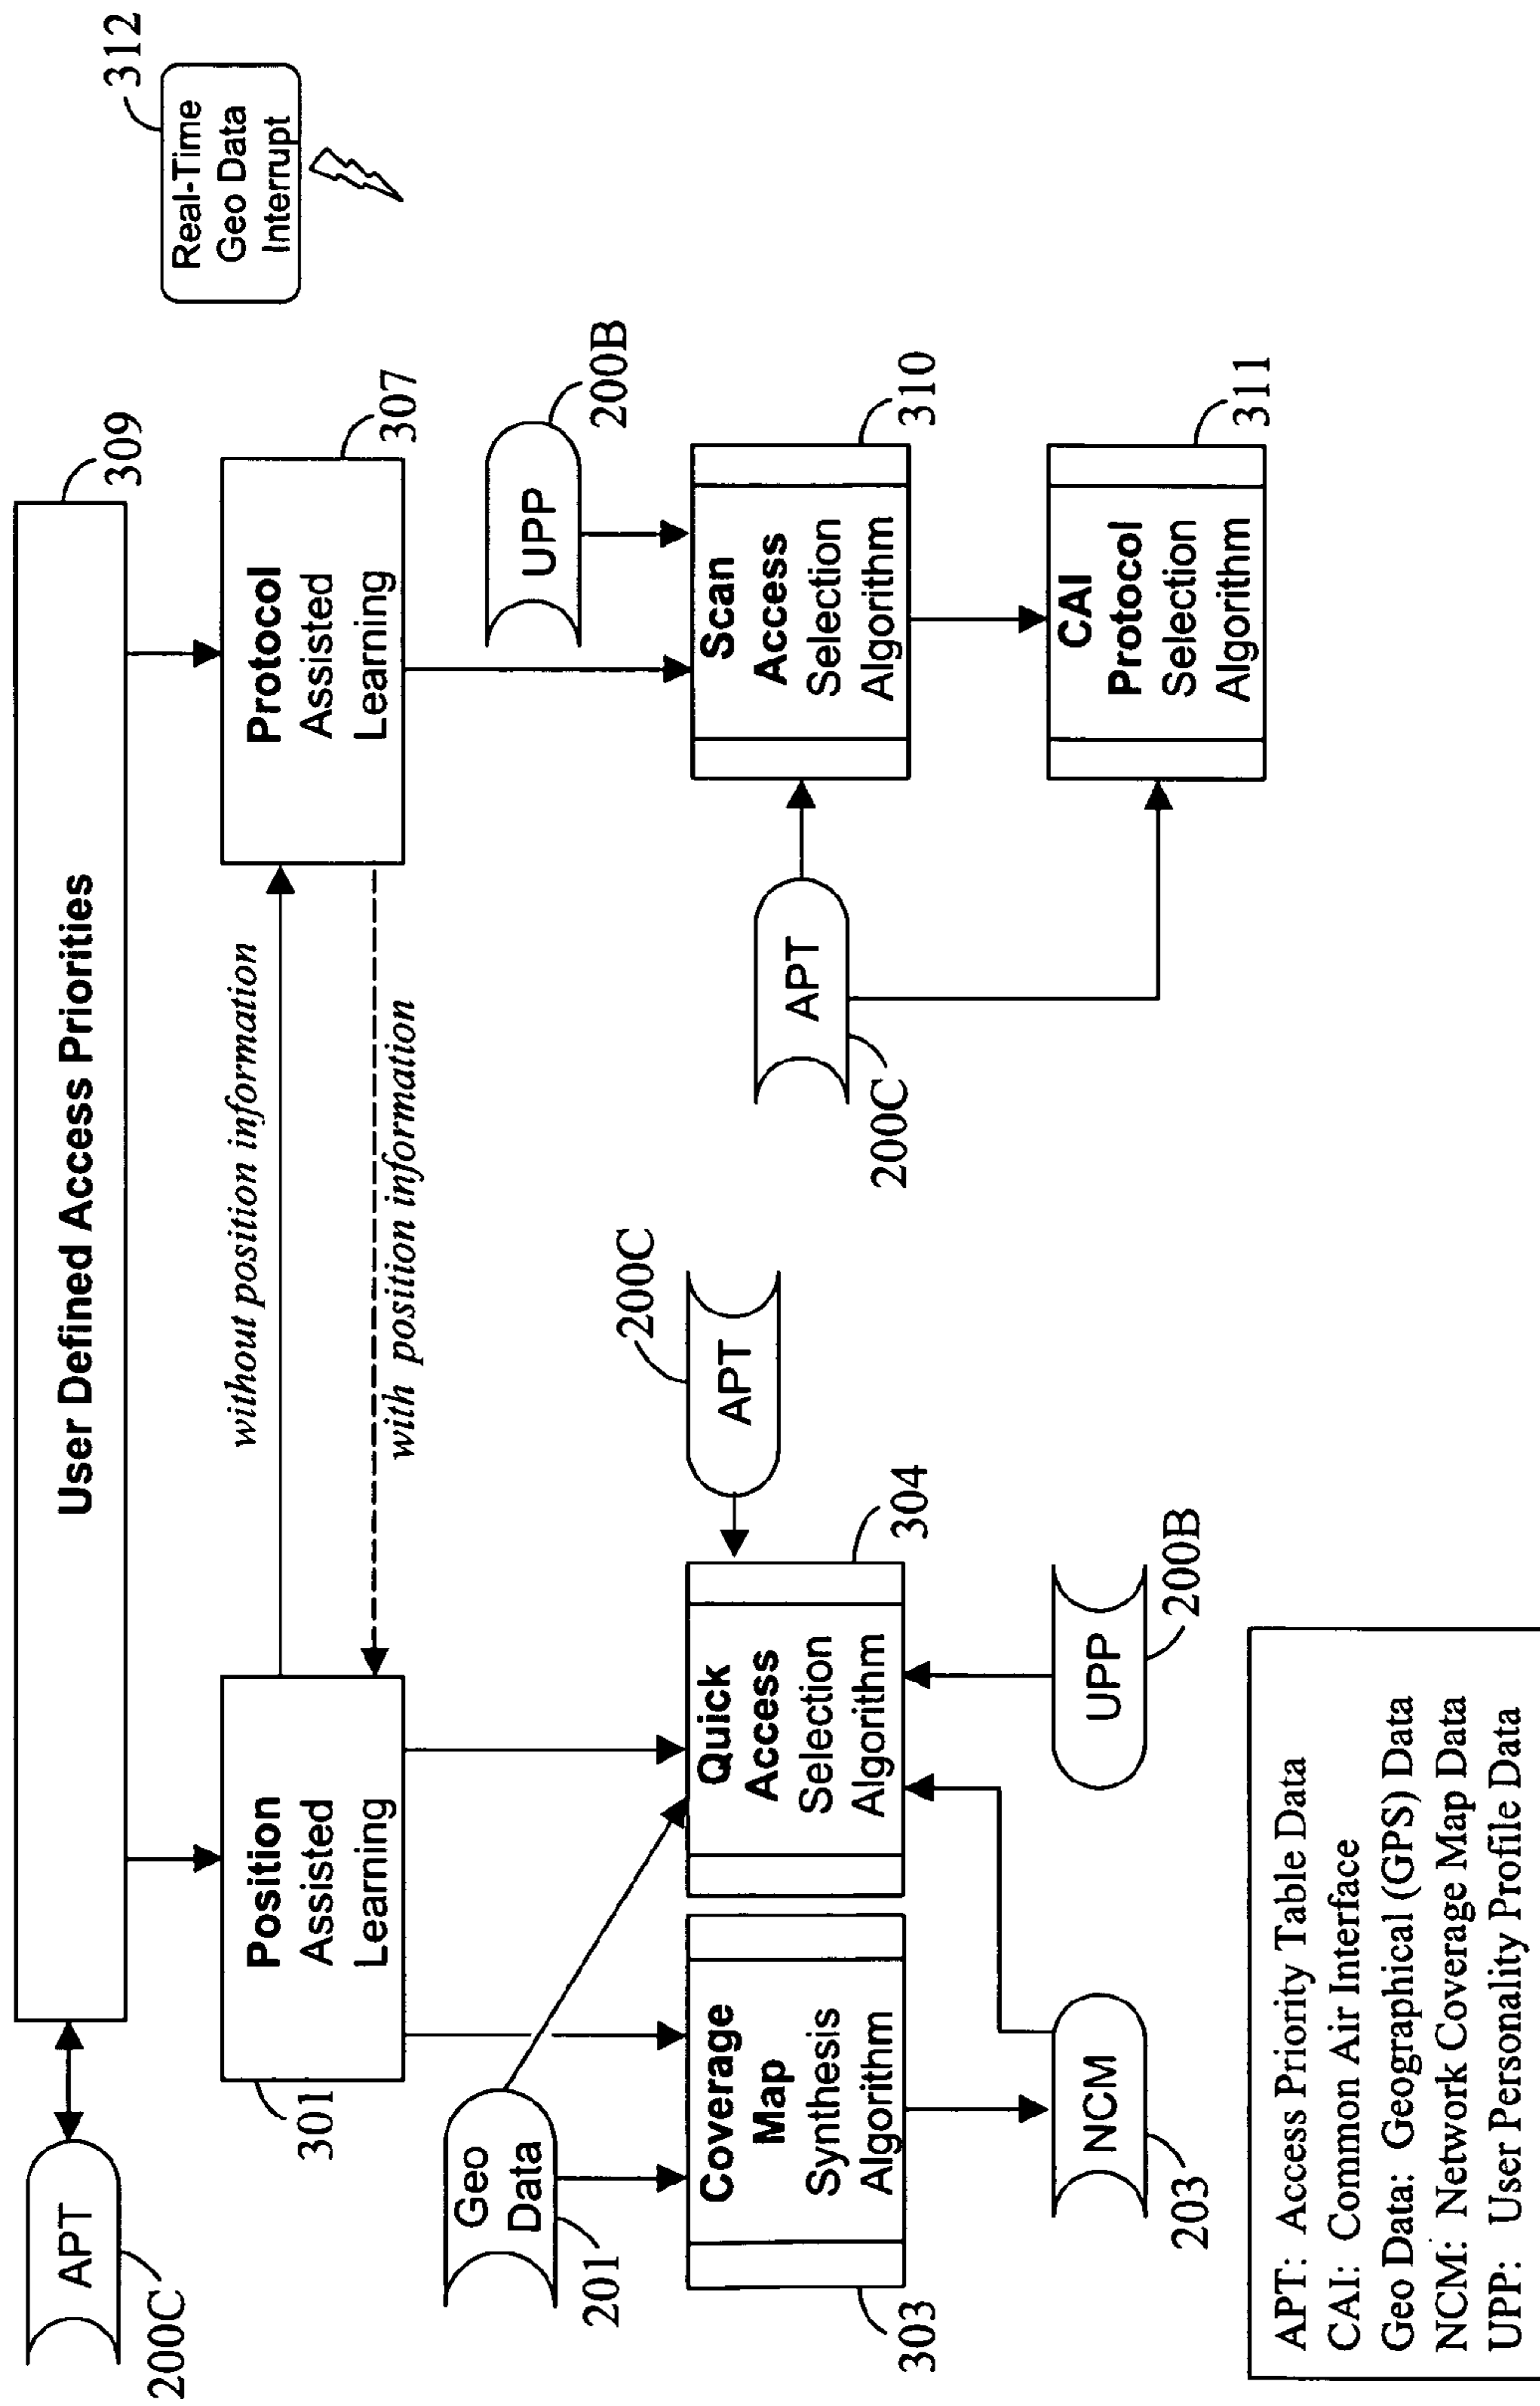 User Defined Access Priorities
309
APT
200C
312
Real-Time
Geo Data
Interrupt
Position
Assisted
Learning
301
without position information
with position information
Protocol
Assisted
Learning
307
Geo
Data
201
APT
200C
UPP
200B
Coverage
Map
Synthesis
Algorithm
303
Quick
Access
Selection
Algorithm
304
APT
200C
Scan
Access
Selection
Algorithm
310
NCM
203
UPP
200B
CAI
Protocol
Selection
Algorithm
311
APT: Access Priority Table Data
CAI: Common Air Interface
Geo Data: Geographical (GPS) Data
NCM: Network Coverage Map Data
UPP: User Personality Profile Data